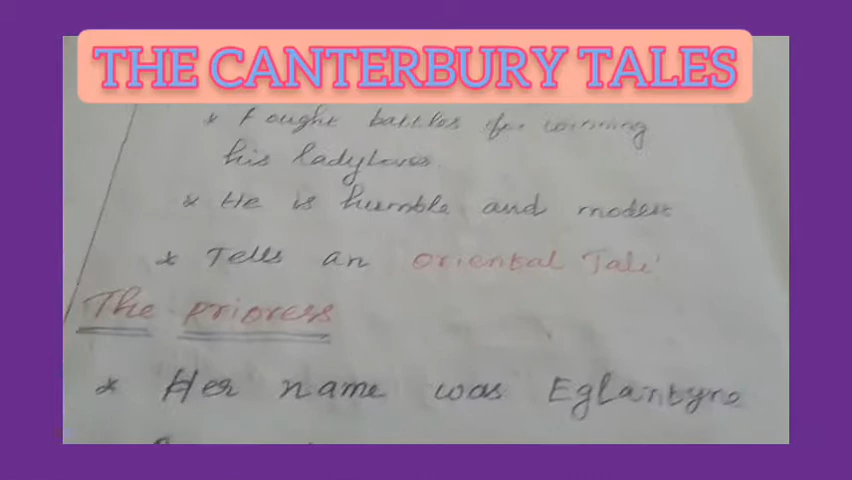 THE CANTERBURY TALES
* Fought battles for winning
his ladyloves
* He is humble and modest
* Tells an oriental Tale'
The prioress
* Her name was Eglantyne